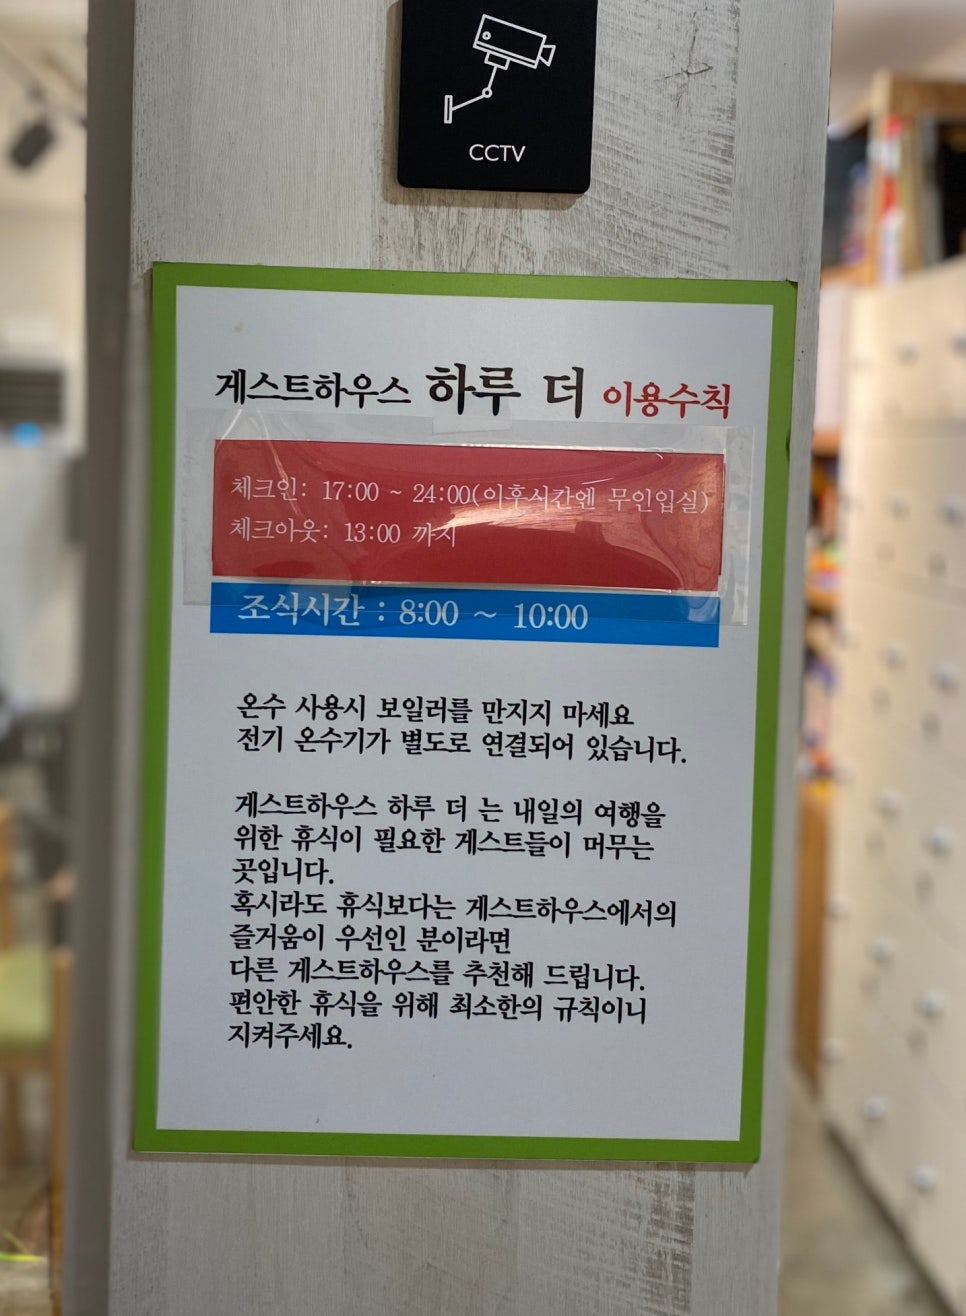 CCTV
게스트하우스 하루 더 이용수칙
체크인: 17:00 ~ 24:00(이후시간엔 무인입실)
체크아웃: 13:00 까지
조식시간 : 8:00 ~ 10:00
온수 사용시 보일러를 만지지 마세요
전기 온수기가 별도로 연결되어 있습니다.
게스트하우스 하루 더 는 내일의 여행을
위한 휴식이 필요한 게스트들이 머무는
곳입니다.
혹시라도 휴식보다는 게스트하우스에서의
즐거움이 우선인 분이라면
다른 게스트하우스를 추천해 드립니다.
편안한 휴식을 위해 최소한의 규칙이니
지켜주세요.